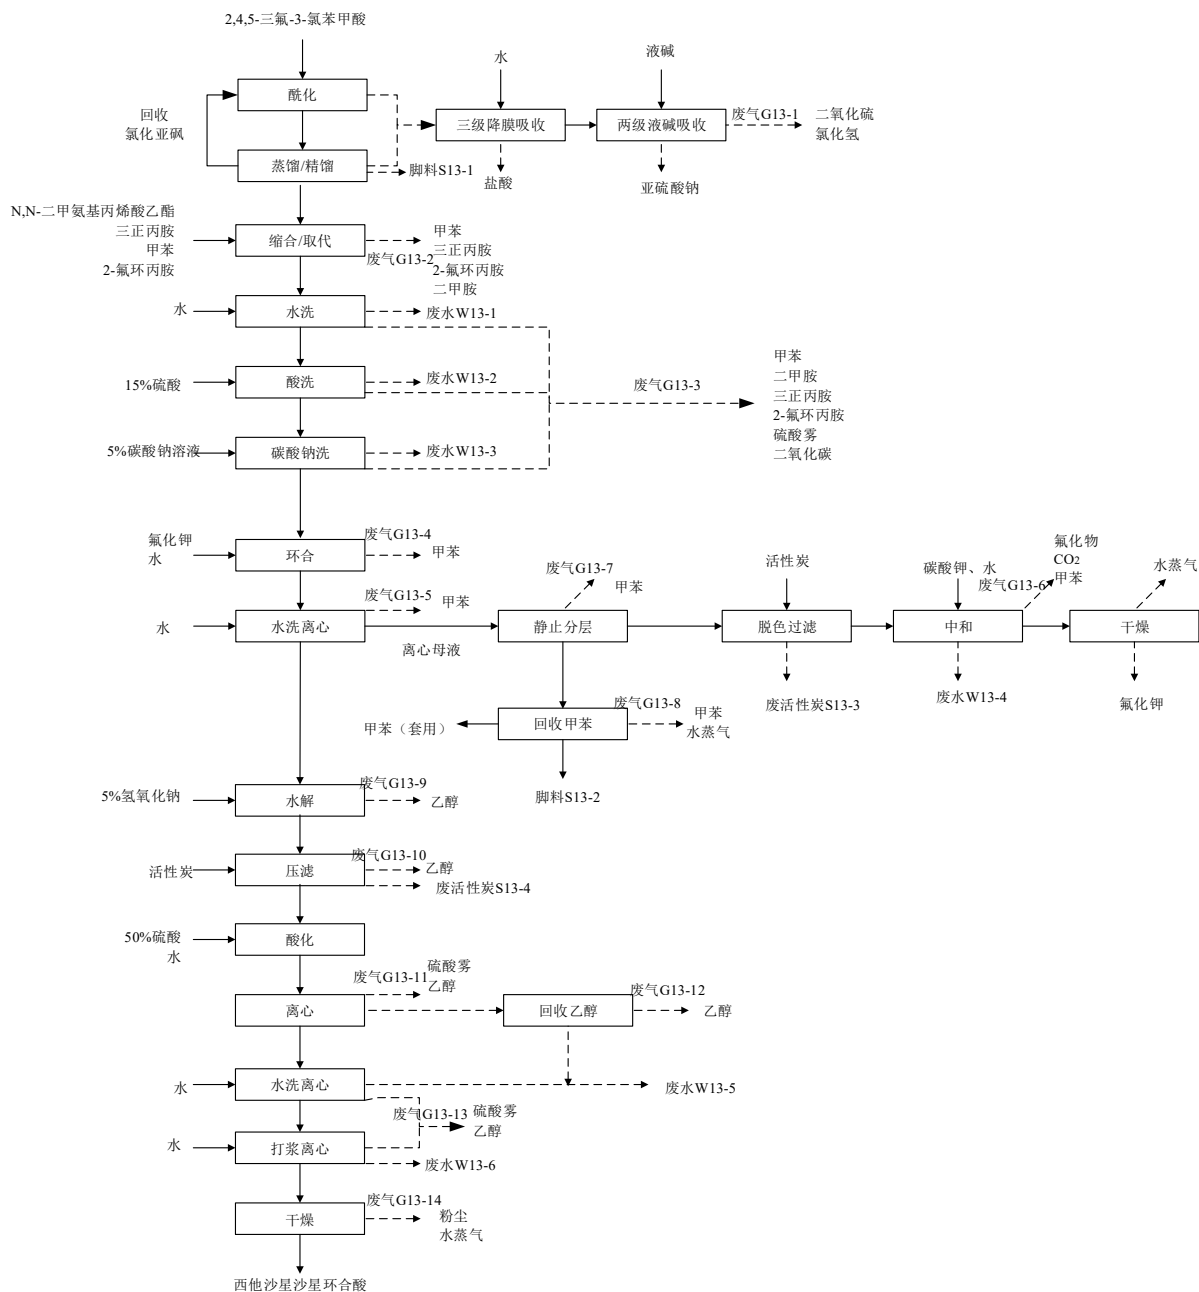 2,4,5-三氟-3-氯苯甲酸
水
液碱
回收
氯化亚砜
酰化
三级降膜吸收
两级液碱吸收
废气G13-1
二氧化硫
氯化氢
蒸馏/精馏
脚料S13-1
盐酸
亚硫酸钠
N,N-二甲氨基丙烯酸乙酯
三正丙胺
甲苯
2-氟环丙胺
缩合/取代
废气G13-2
甲苯
三正丙胺
2-氟环丙胺
二甲胺
水
水洗
废水W13-1
15%硫酸
酸洗
废水W13-2
废气G13-3
甲苯
二甲胺
三正丙胺
2-氟环丙胺
硫酸雾
二氧化碳
5%碳酸钠溶液
碳酸钠洗
废水W13-3
氟化钾
水
环合
废气G13-4
甲苯
水
水洗离心
废气G13-5
甲苯
离心母液
废气G13-7
甲苯
静止分层
活性炭
脱色过滤
废活性炭S13-3
碳酸钾、水
废气G13-6
氟化物
CO2
甲苯
中和
废水W13-4
水蒸气
干燥
氟化钾
甲苯（套用）
回收甲苯
废气G13-8
甲苯
水蒸气
脚料S13-2
5%氢氧化钠
水解
废气G13-9
乙醇
活性炭
压滤
废气G13-10
乙醇
废活性炭S13-4
50%硫酸
水
酸化
离心
废气G13-11
硫酸雾
乙醇
回收乙醇
废气G13-12
乙醇
水
水洗离心
废水W13-5
废气G13-13
硫酸雾
乙醇
水
打浆离心
废水W13-6
干燥
废气G13-14
粉尘
水蒸气
西他沙星沙星环合酸